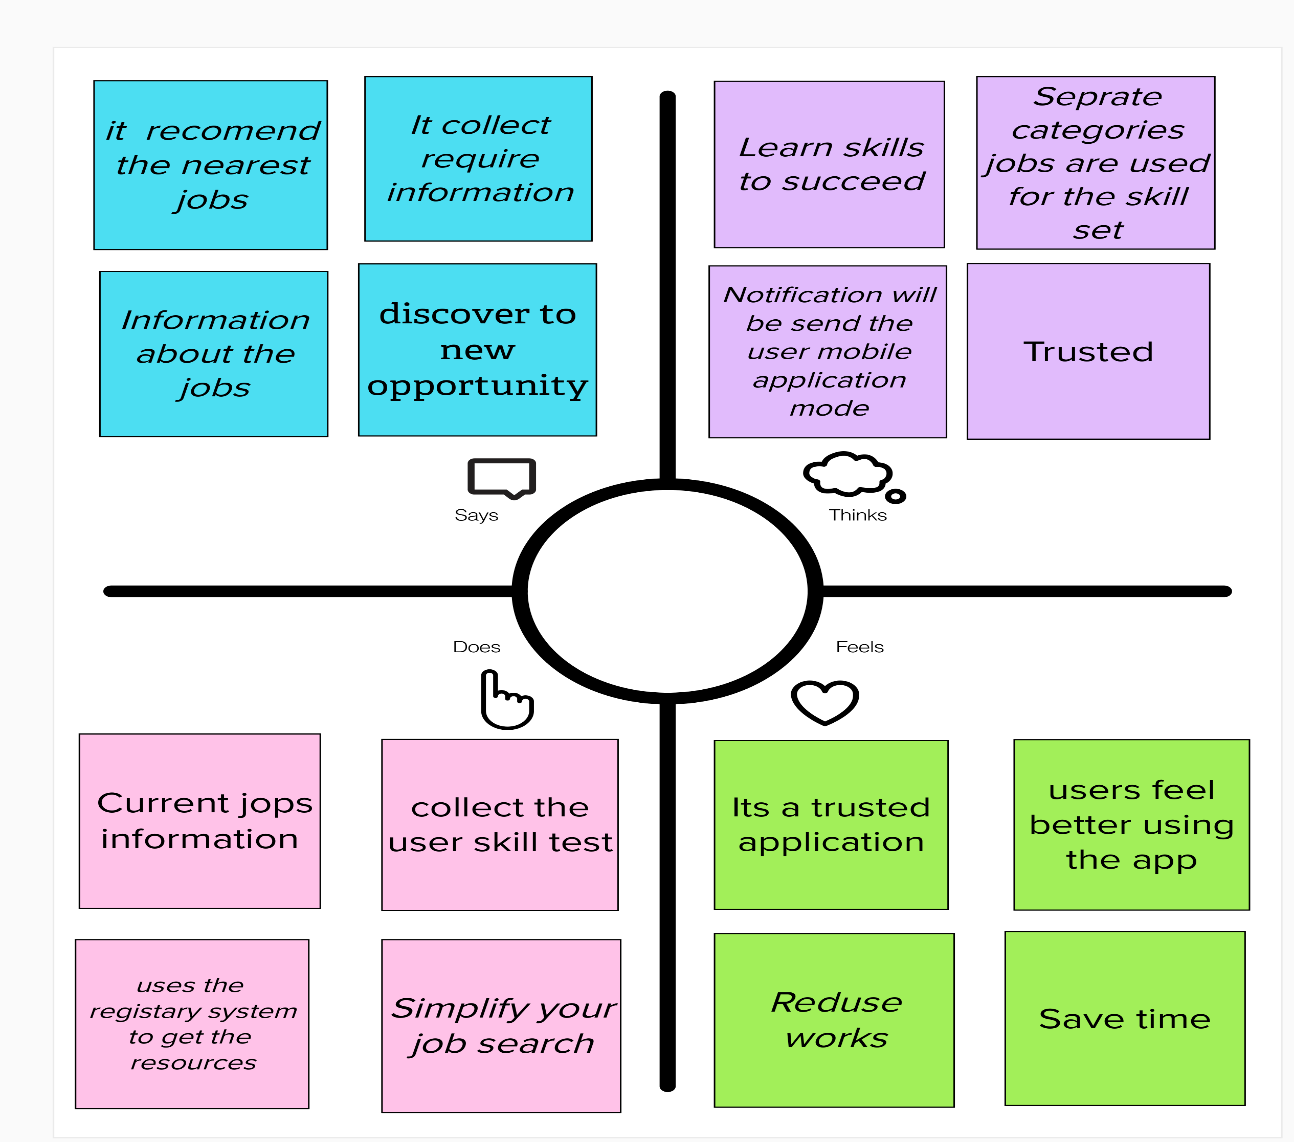 it recomend
the nearest
jobs
It collect
require
information
Information
about the
jobs
discover to
new
opportunity
Says
Learn skills
to succeed
Seprate
categories
jobs are used
for the skill
set
Notification will
be send the
user mobile
application
mode
Trusted
Thinks
Does
Current jops
information
collect the
user skill test
uses the
registary system
to get the
resources
Simplify your
job search
Feels
Its a trusted
application
users feel
better using
the app
Reduse
works
Save time